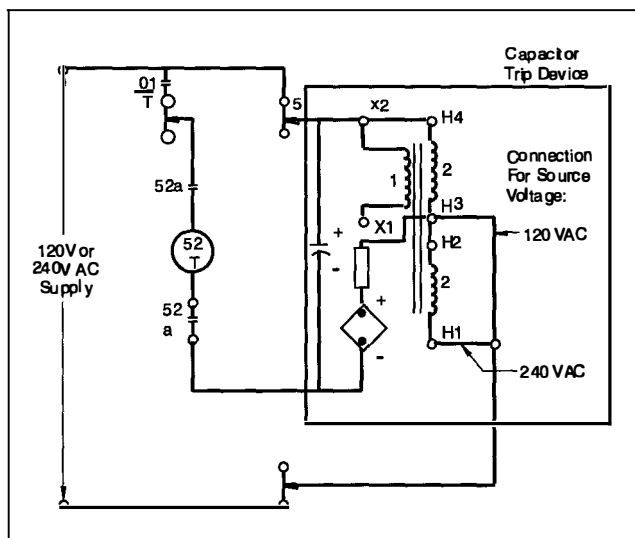 Capacitor
Trip Device
01
T
5
x2
H4
Connection
For Source
Voltage:
1
2
52a
X1
H3
120 VAC
H2
120V or
240V AC
Supply
52
T
+
-
2
+
52
a
-
H1
240 VAC